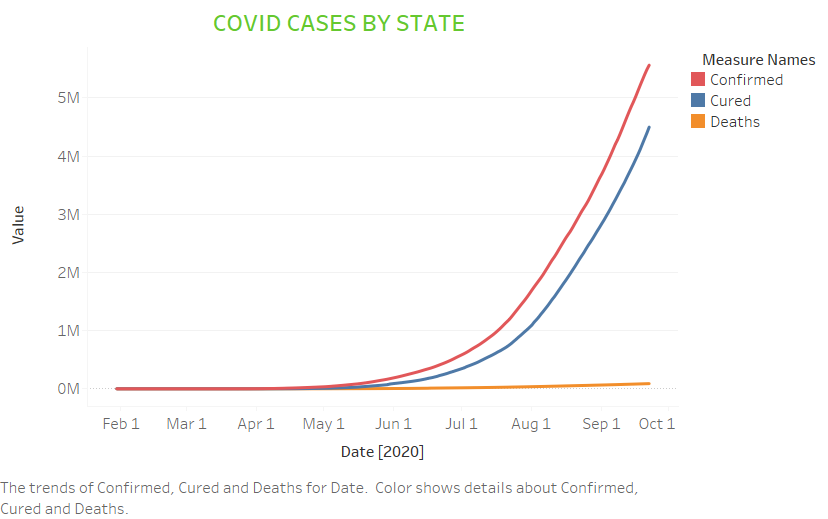 COVID CASES BY STATE
Measure Names
Confirmed
Cured
Deaths
5M
4M
3M
2M
1M
0M
Value
Feb 1 Mar 1 Apr 1 May 1 Jun 1 Jul 1 Aug 1 Sep 1 Oct 1
Date [2020]
The trends of Confirmed, Cured and Deaths for Date. Color shows details about Confirmed,
Cured and Deaths.